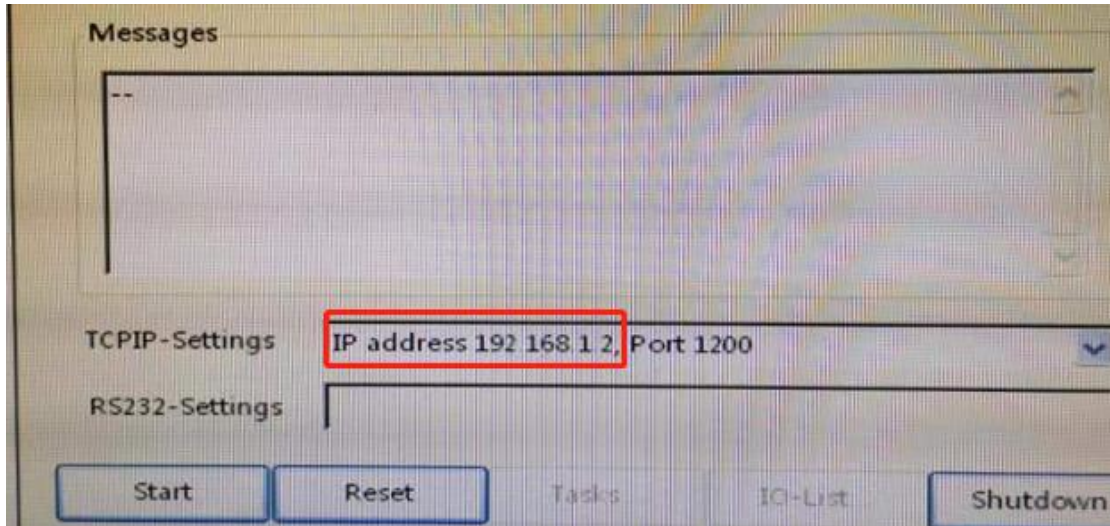 Messages
--
TCPIP-Settings IP address 192 168 1 2, Port 1200
RS232-Settings
Start Reset Tasks IO-List Shutdown